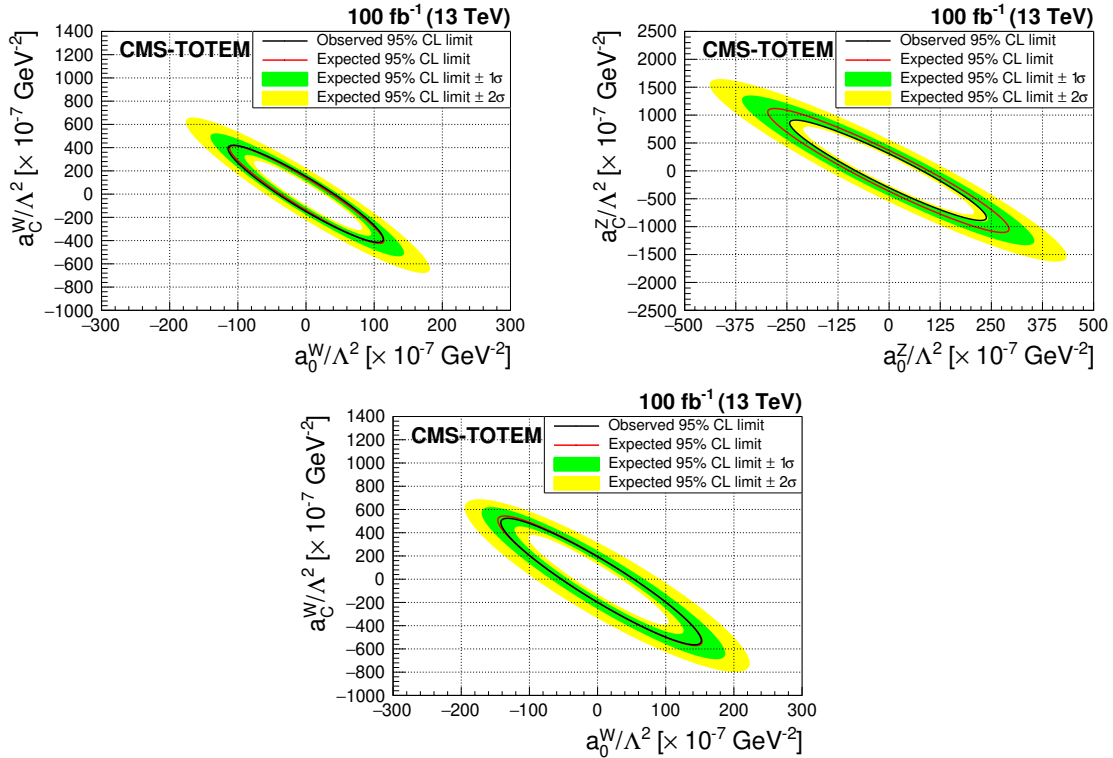 100 fb⁻¹ (13 TeV)
CMS-TOTEM
Observed 95% CL limit
Expected 95% CL limit
Expected 95% CL limit ± 1σ
Expected 95% CL limit ± 2σ
a_C^W/Λ² [× 10⁻⁷ GeV⁻²]
1400
1200
1000
800
600
400
200
0
−200
−400
−600
−800
−1000
−300 −200 −100 0 100 200 300
a_0^W/Λ² [× 10⁻⁷ GeV⁻²]
100 fb⁻¹ (13 TeV)
CMS-TOTEM
Observed 95% CL limit
Expected 95% CL limit
Expected 95% CL limit ± 1σ
Expected 95% CL limit ± 2σ
a_C^Z/Λ² [× 10⁻⁷ GeV⁻²]
2500
2000
1500
1000
500
0
−500
−1000
−1500
−2000
−2500
−500 −375 −250 −125 0 125 250 375 500
a_0^Z/Λ² [× 10⁻⁷ GeV⁻²]
100 fb⁻¹ (13 TeV)
CMS-TOTEM
Observed 95% CL limit
Expected 95% CL limit
Expected 95% CL limit ± 1σ
Expected 95% CL limit ± 2σ
a_C^W/Λ² [× 10⁻⁷ GeV⁻²]
1400
1200
1000
800
600
400
200
0
−200
−400
−600
−800
−1000
−300 −200 −100 0 100 200 300
a_0^W/Λ² [× 10⁻⁷ GeV⁻²]